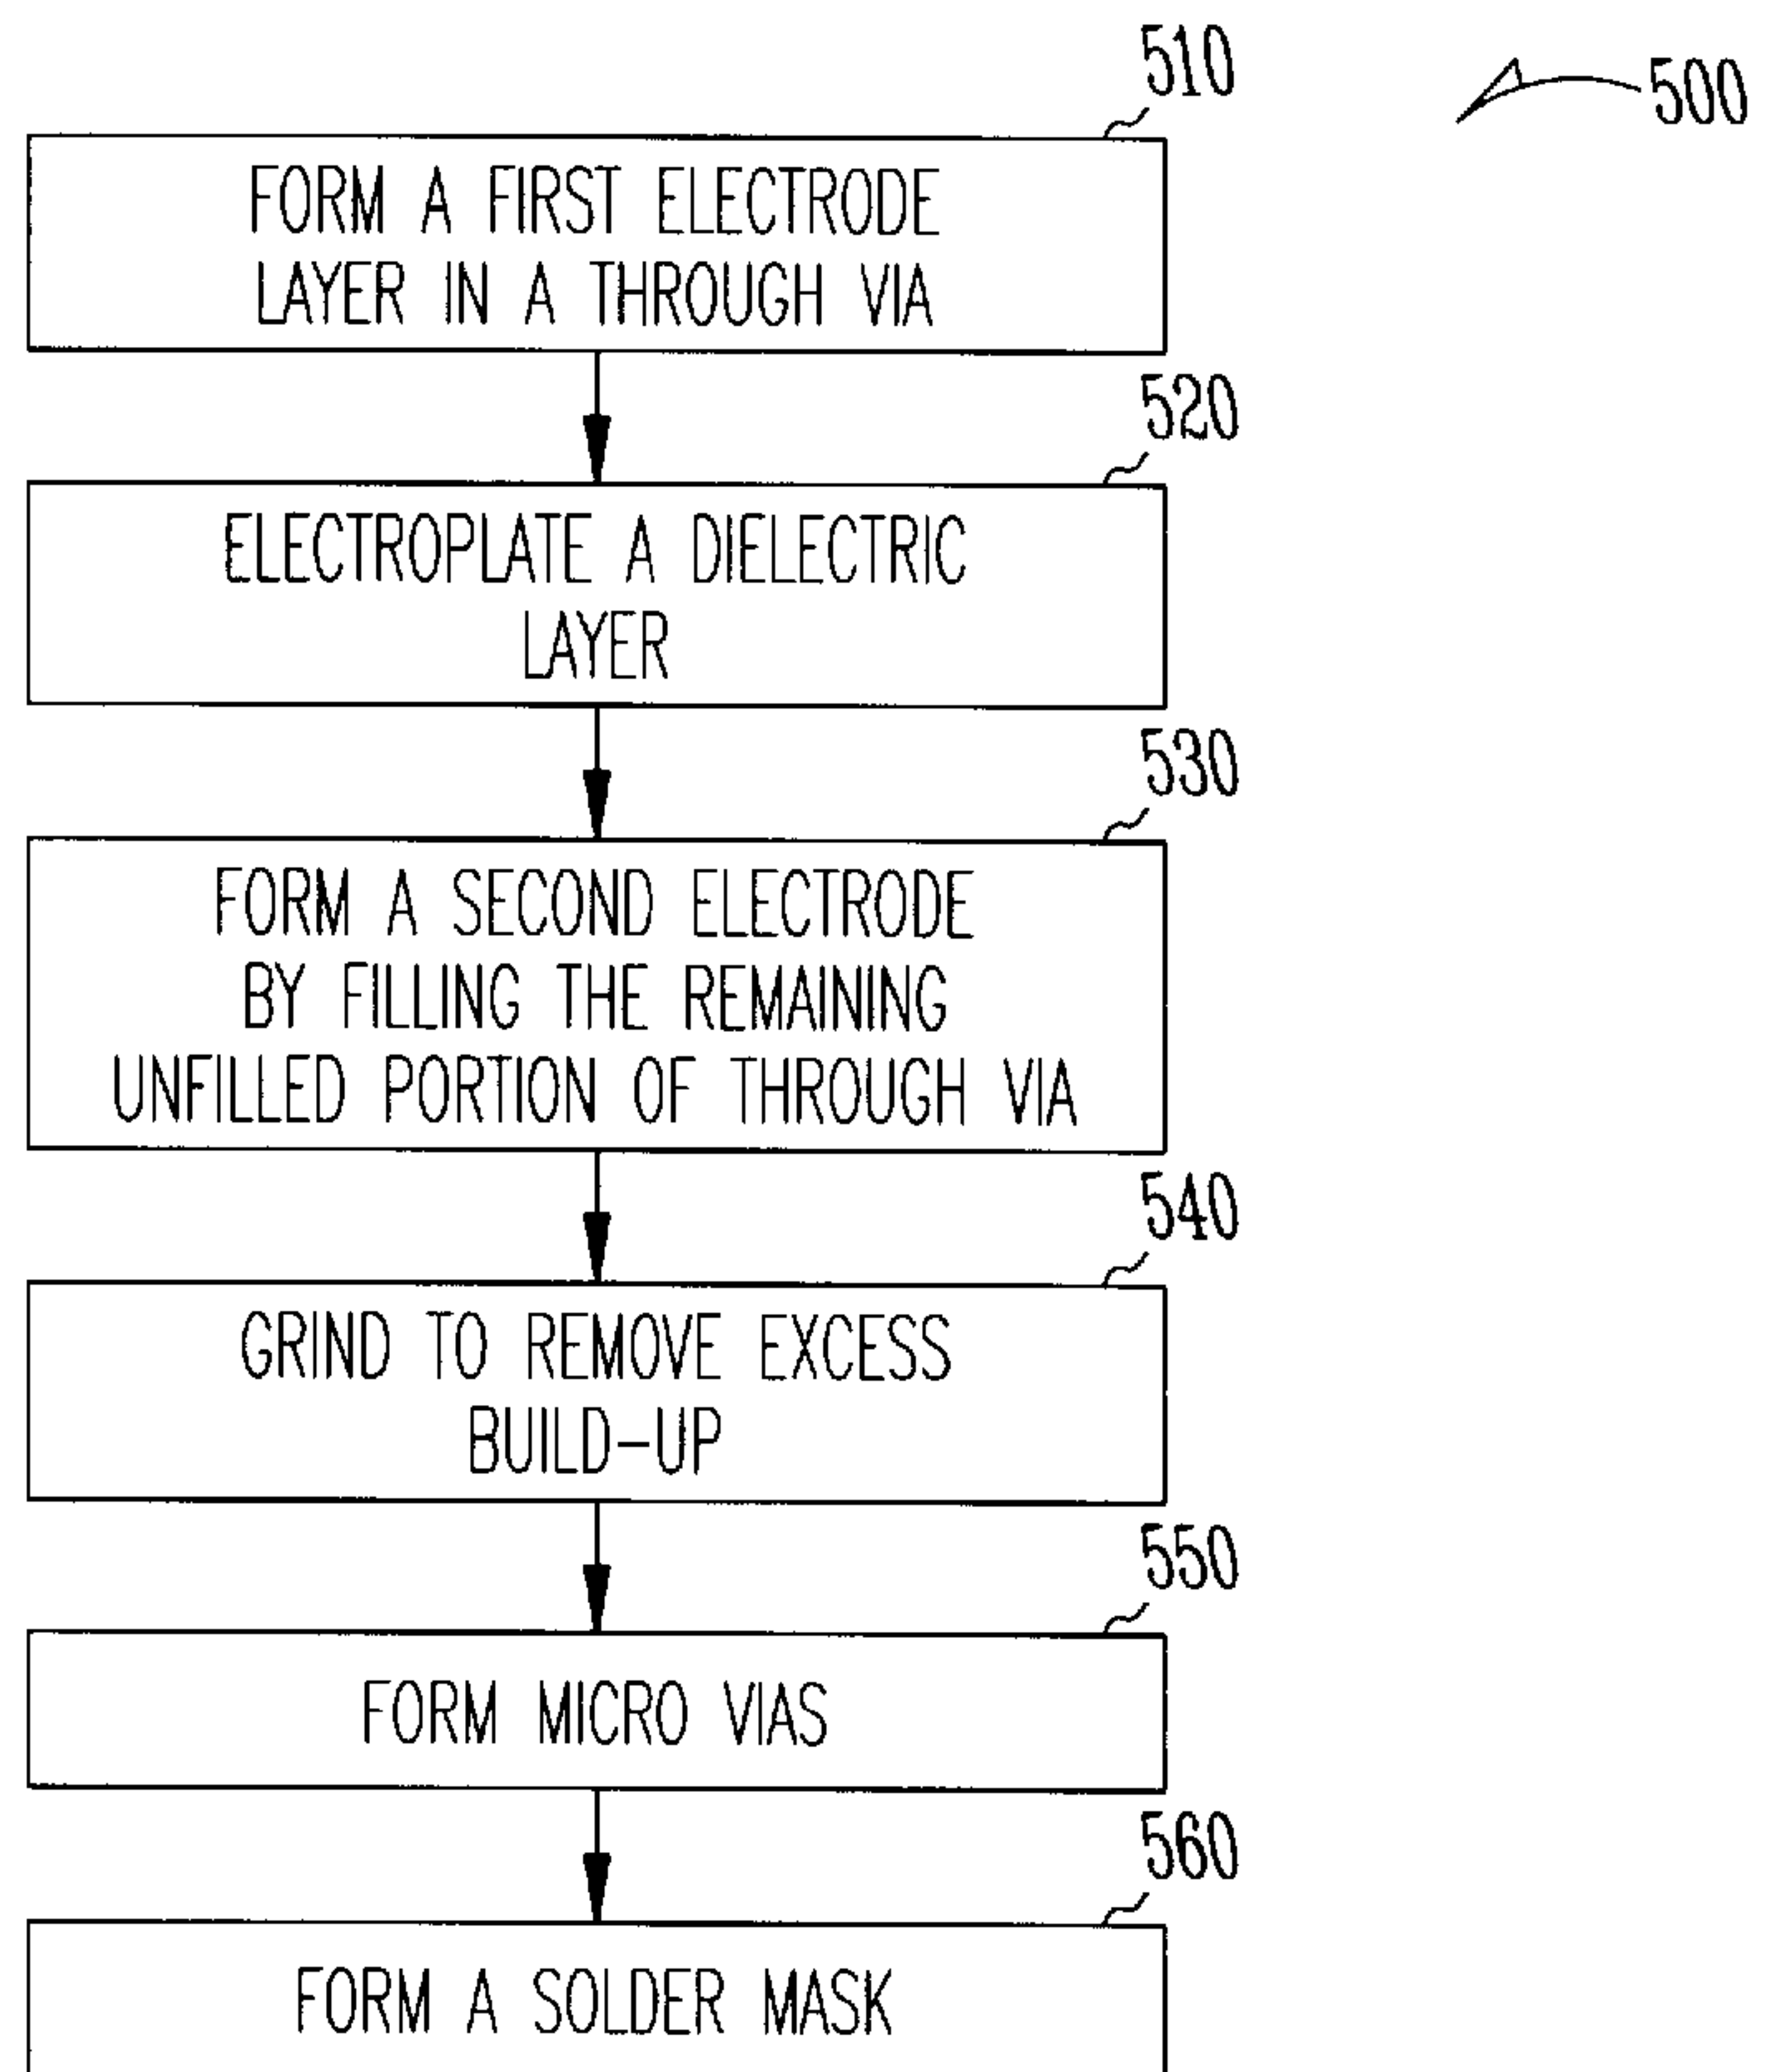 510
500
FORM A FIRST ELECTRODE
LAYER IN A THROUGH VIA
520
ELECTROPLATE A DIELECTRIC
LAYER
530
FORM A SECOND ELECTRODE
BY FILLING THE REMAINING
UNFILLED PORTION OF THROUGH VIA
540
GRIND TO REMOVE EXCESS
BUILD-UP
550
FORM MICRO VIAS
560
FORM A SOLDER MASK